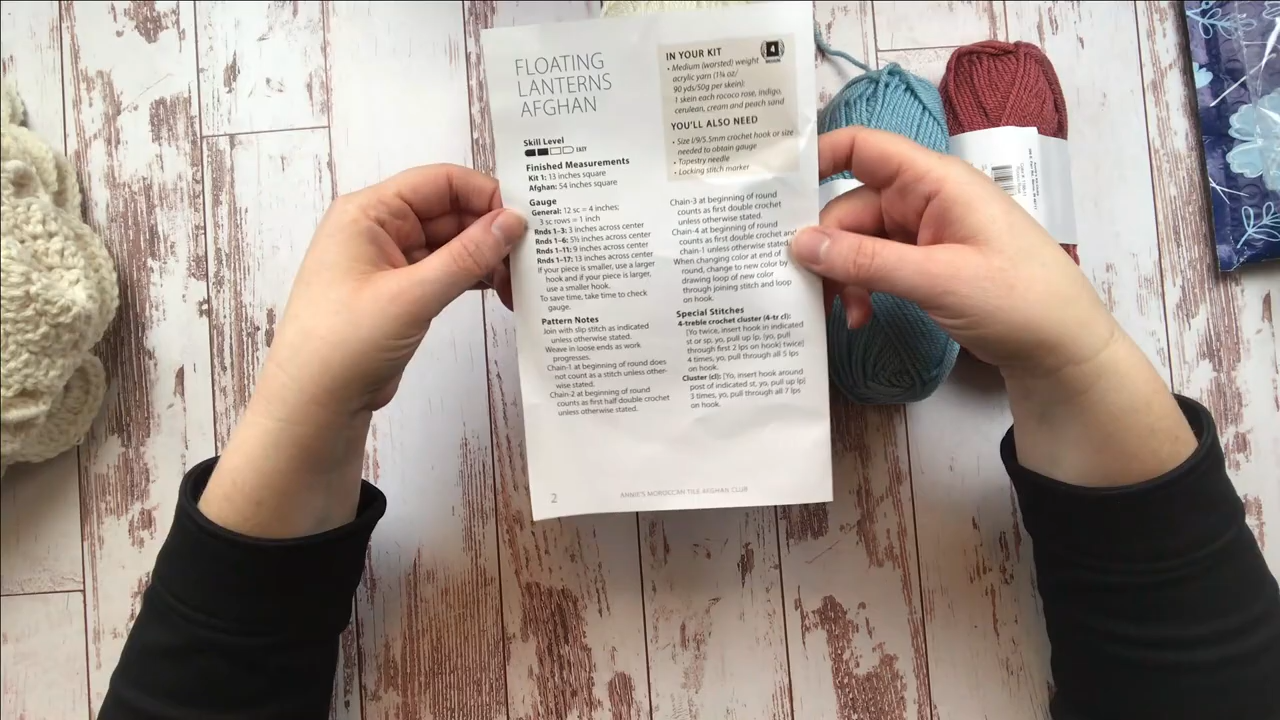 FLOATING
LANTERNS
AFGHAN
Skill Level
EASY
Finished Measurements
Kit 1: 13 inches square
Afghan: 54 inches square
Gauge
General: 12 sc = 4 inches;
3 sc rows = 1 inch
Rnds 1–3: 3 inches across center
Rnds 1–6: 5½ inches across center
Rnds 1–11: 9 inches across center
Rnds 1–17: 13 inches across center
If your piece is smaller, use a larger
hook and if your piece is larger,
use a smaller hook.
To save time, take time to check
gauge.
Pattern Notes
Join with slip stitch as indicated
unless otherwise stated.
Weave in loose ends as work
progresses.
Chain-1 at beginning of round does
not count as a stitch unless other-
wise stated.
Chain-2 at beginning of round
counts as first half double crochet
unless otherwise stated.
IN YOUR KIT
4
MEDIUM
• Medium (worsted) weight
acrylic yarn (1¾ oz/
90 yds/50g per skein):
1 skein each rococo rose, indigo,
cerulean, cream and peach sand
YOU'LL ALSO NEED
• Size I/9/5.5mm crochet hook or size
needed to obtain gauge
• Tapestry needle
• Locking stitch marker
Chain-3 at beginning of round
counts as first double crochet
unless otherwise stated.
Chain-4 at beginning of round
counts as first double crochet and
chain-1 unless otherwise stated.
When changing color at end of
round, change to new color by
drawing loop of new color
through joining stitch and loop
on hook.
Special Stitches
4-treble crochet cluster (4-tr cl):
[Yo twice, insert hook in indicated
st or sp, yo, pull up lp, [yo, pull
through first 2 lps on hook] twice]
4 times, yo, pull through all 5 lps
on hook.
Cluster (cl): [Yo, insert hook around
post of indicated st, yo, pull up lp]
3 times, yo, pull through all 7 lps
on hook.
2
ANNIE'S MOROCCAN TILE AFGHAN CLUB